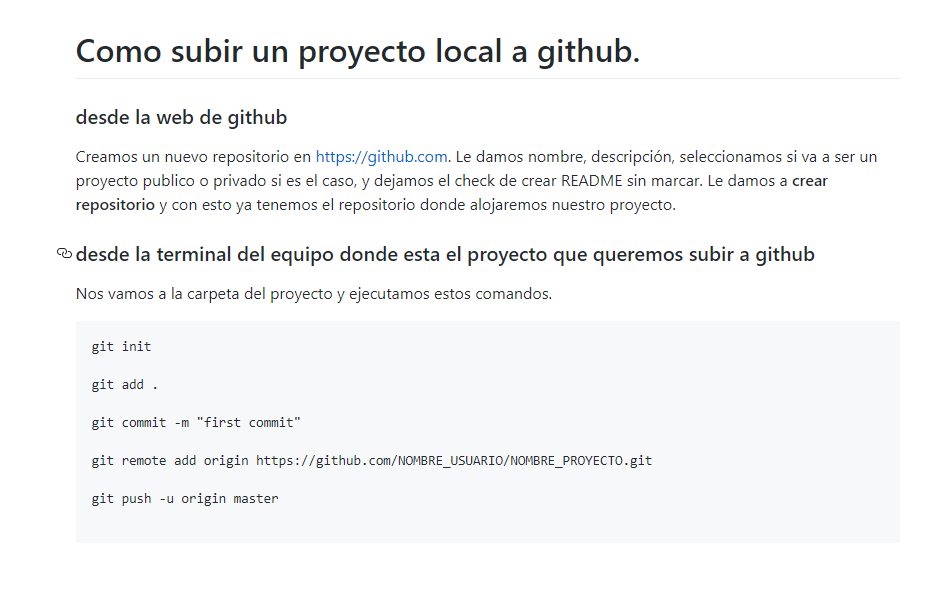 Como subir un proyecto local a github.
desde la web de github
Creamos un nuevo repositorio en https://github.com. Le damos nombre, descripción, seleccionamos si va a ser un
proyecto publico o privado si es el caso, y dejamos el check de crear README sin marcar. Le damos a crear
repositorio y con esto ya tenemos el repositorio donde alojaremos nuestro proyecto.
desde la terminal del equipo donde esta el proyecto que queremos subir a github
Nos vamos a la carpeta del proyecto y ejecutamos estos comandos.
git init
git add .
git commit -m "first commit"
git remote add origin https://github.com/NOMBRE_USUARIO/NOMBRE_PROYECTO.git
git push -u origin master